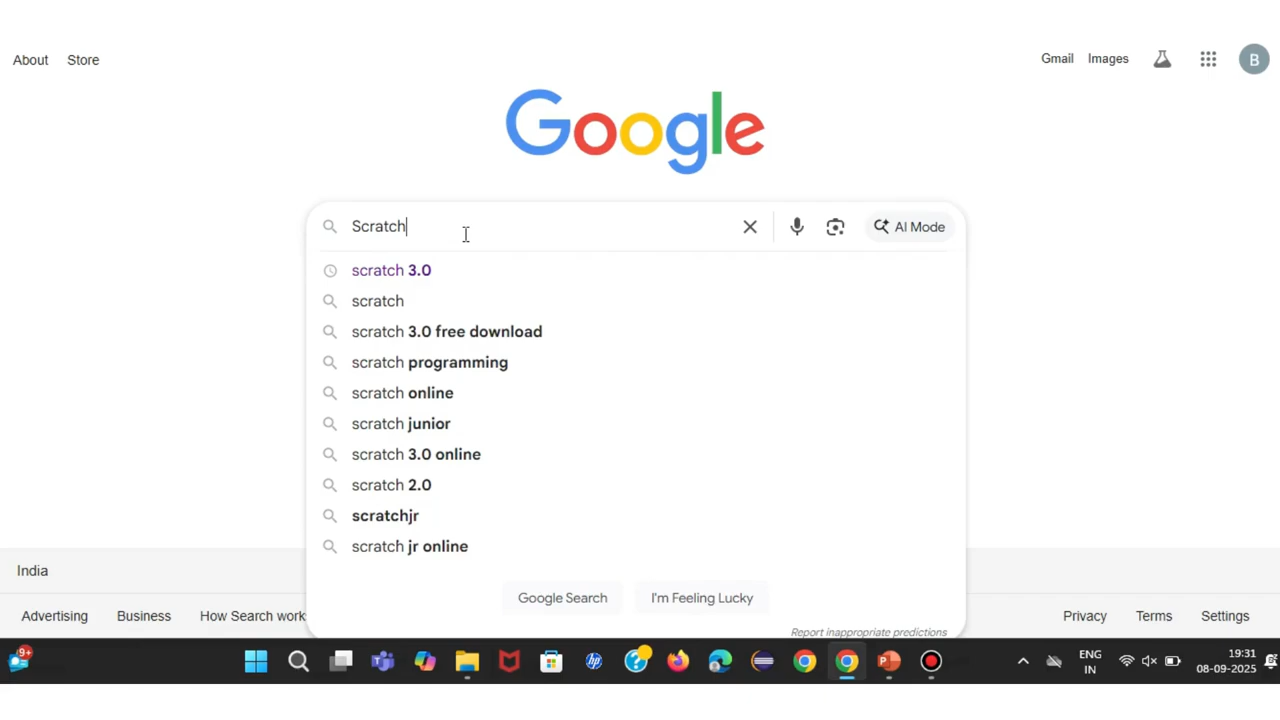 About Store
Gmail Images
B
Google
Scratch
AI Mode
scratch 3.0
scratch
scratch 3.0 free download
scratch programming
scratch online
scratch junior
scratch 3.0 online
scratch 2.0
scratchjr
scratch jr online
Google Search I'm Feeling Lucky
Report inappropriate predictions
India
Advertising Business How Search work
Privacy Terms Settings
9+
hp
ENG
IN
19:31
08-09-2025